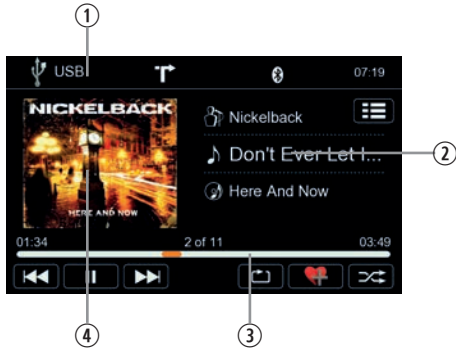 ①
USB 07:19
NICKELBACK
HERE AND NOW
Nickelback
Don't Ever Let I...
②
Here And Now
01:34 2 of 11 03:49
④ ③